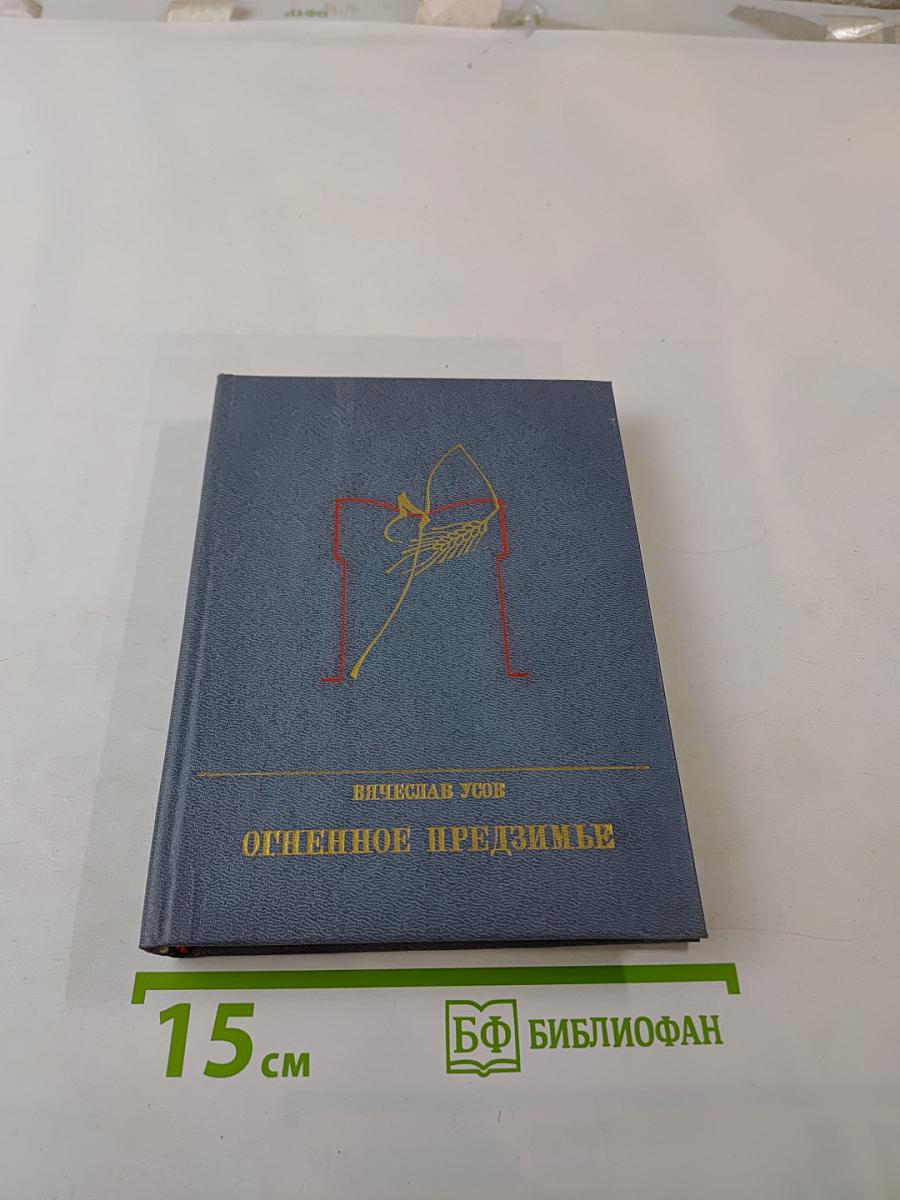 ВЯЧЕСЛАВ УСОВ
ОГНЕННОЕ ПРЕДЗИМЬЕ
15 см
БФ БИБЛИОФАН